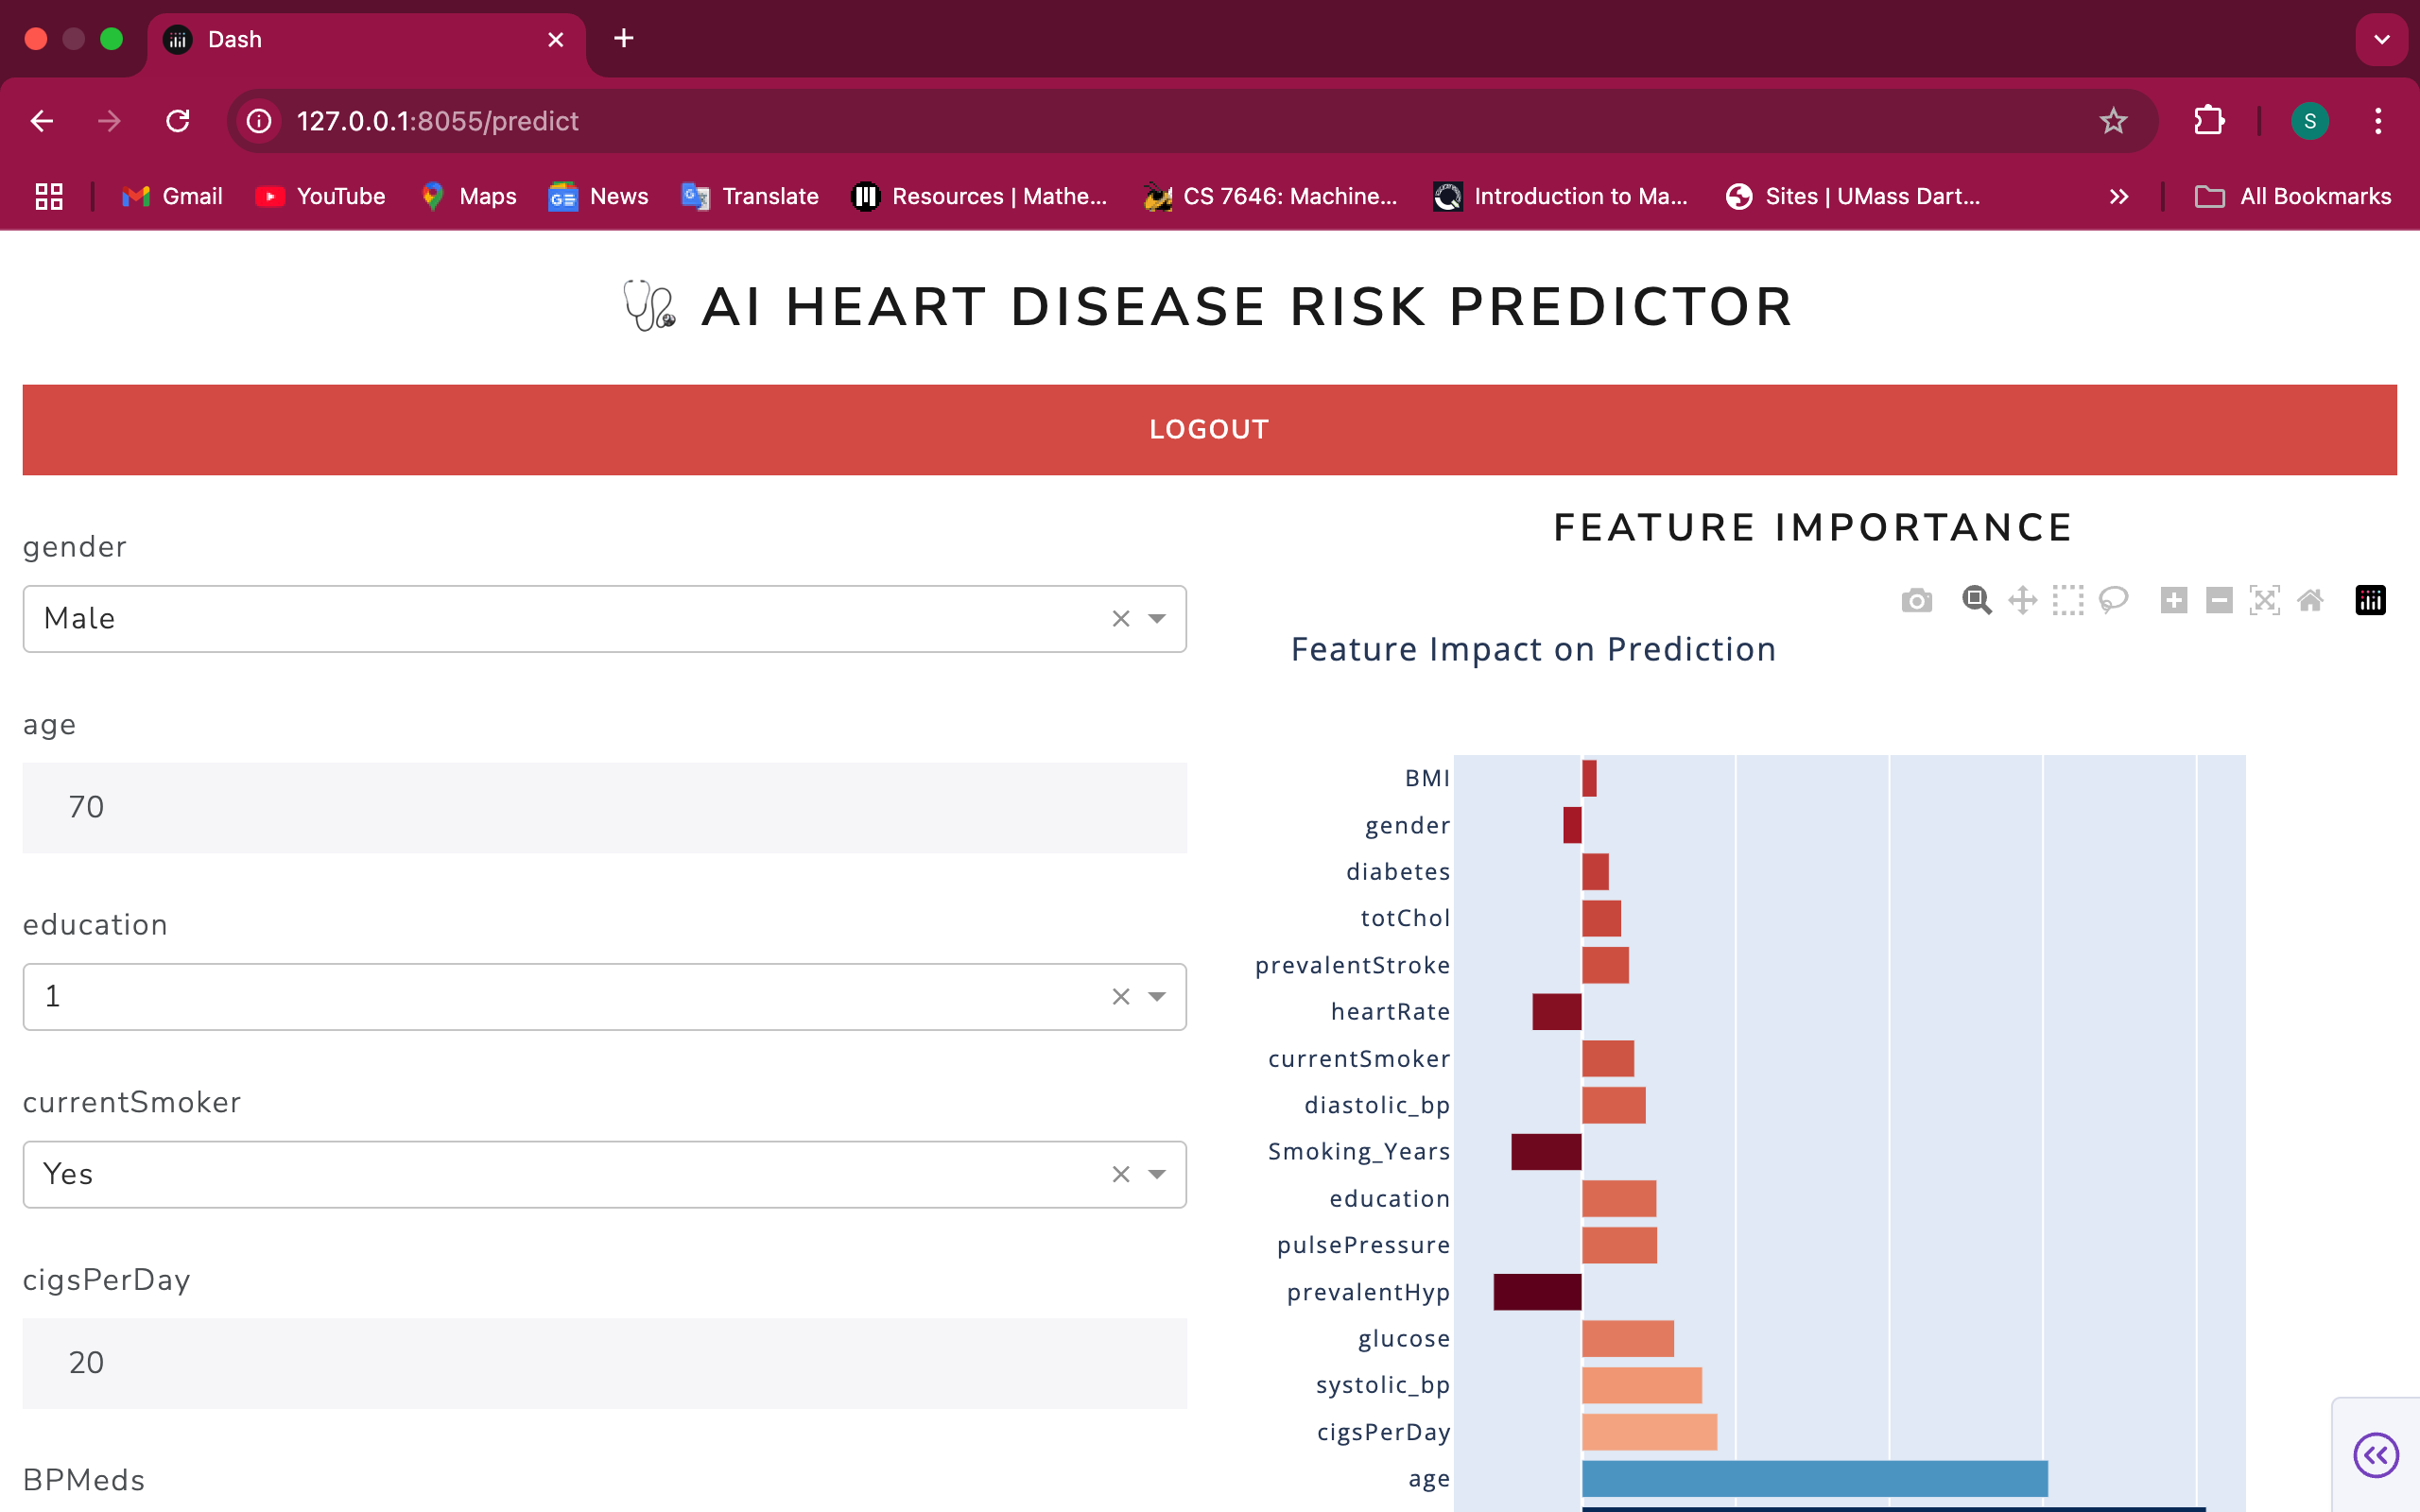 Dash
127.0.0.1:8055/predict
S
Gmail
YouTube
Maps
News
Translate
Resources | Mathe...
CS 7646: Machine...
Introduction to Ma...
Sites | UMass Dart...
All Bookmarks
AI HEART DISEASE RISK PREDICTOR
LOGOUT
gender
Male
age
70
education
1
currentSmoker
Yes
cigsPerDay
20
BPMeds
FEATURE IMPORTANCE
Feature Impact on Prediction
BMI
gender
diabetes
totChol
prevalentStroke
heartRate
currentSmoker
diastolic_bp
Smoking_Years
education
pulsePressure
prevalentHyp
glucose
systolic_bp
cigsPerDay
age